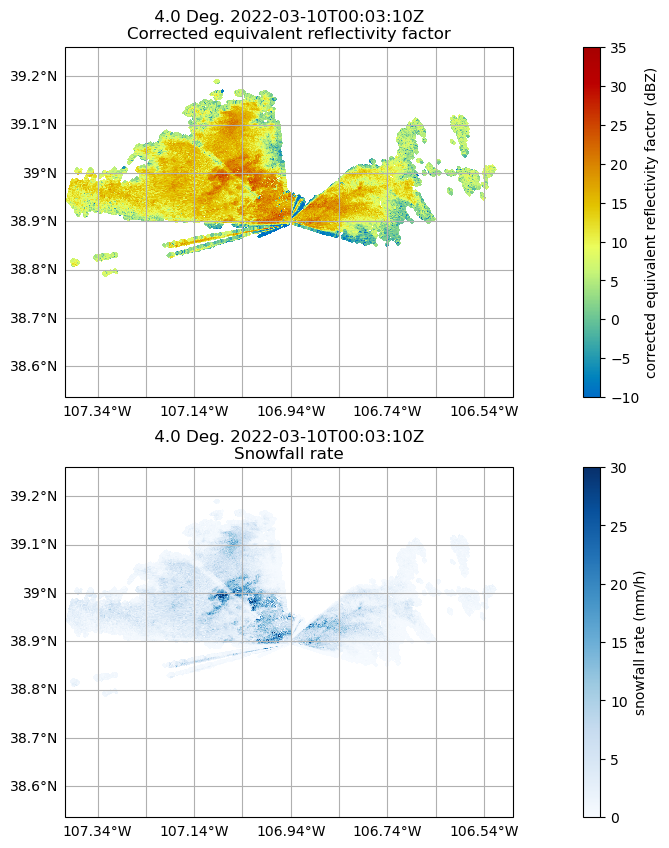 4.0 Deg. 2022-03-10T00:03:10Z
Corrected equivalent reflectivity factor
39.2°N
39.1°N
39°N
38.9°N
38.8°N
38.7°N
38.6°N
107.34°W 107.14°W 106.94°W 106.74°W 106.54°W
35
30
25
20
15
10
5
0
−5
−10
corrected equivalent reflectivity factor (dBZ)
4.0 Deg. 2022-03-10T00:03:10Z
Snowfall rate
39.2°N
39.1°N
39°N
38.9°N
38.8°N
38.7°N
38.6°N
107.34°W 107.14°W 106.94°W 106.74°W 106.54°W
30
25
20
15
10
5
0
snowfall rate (mm/h)